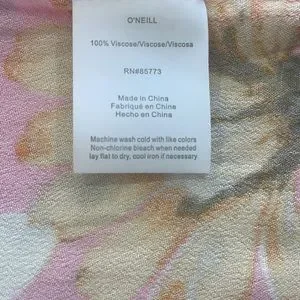 O'NEILL
100% Viscose/Viscose/Viscosa
RN#85773
Made in China
Fabriqué en Chine
Hecho en China
Machine wash cold with like colors
Non-chlorine bleach when needed
lay flat to dry, cool iron if necessary